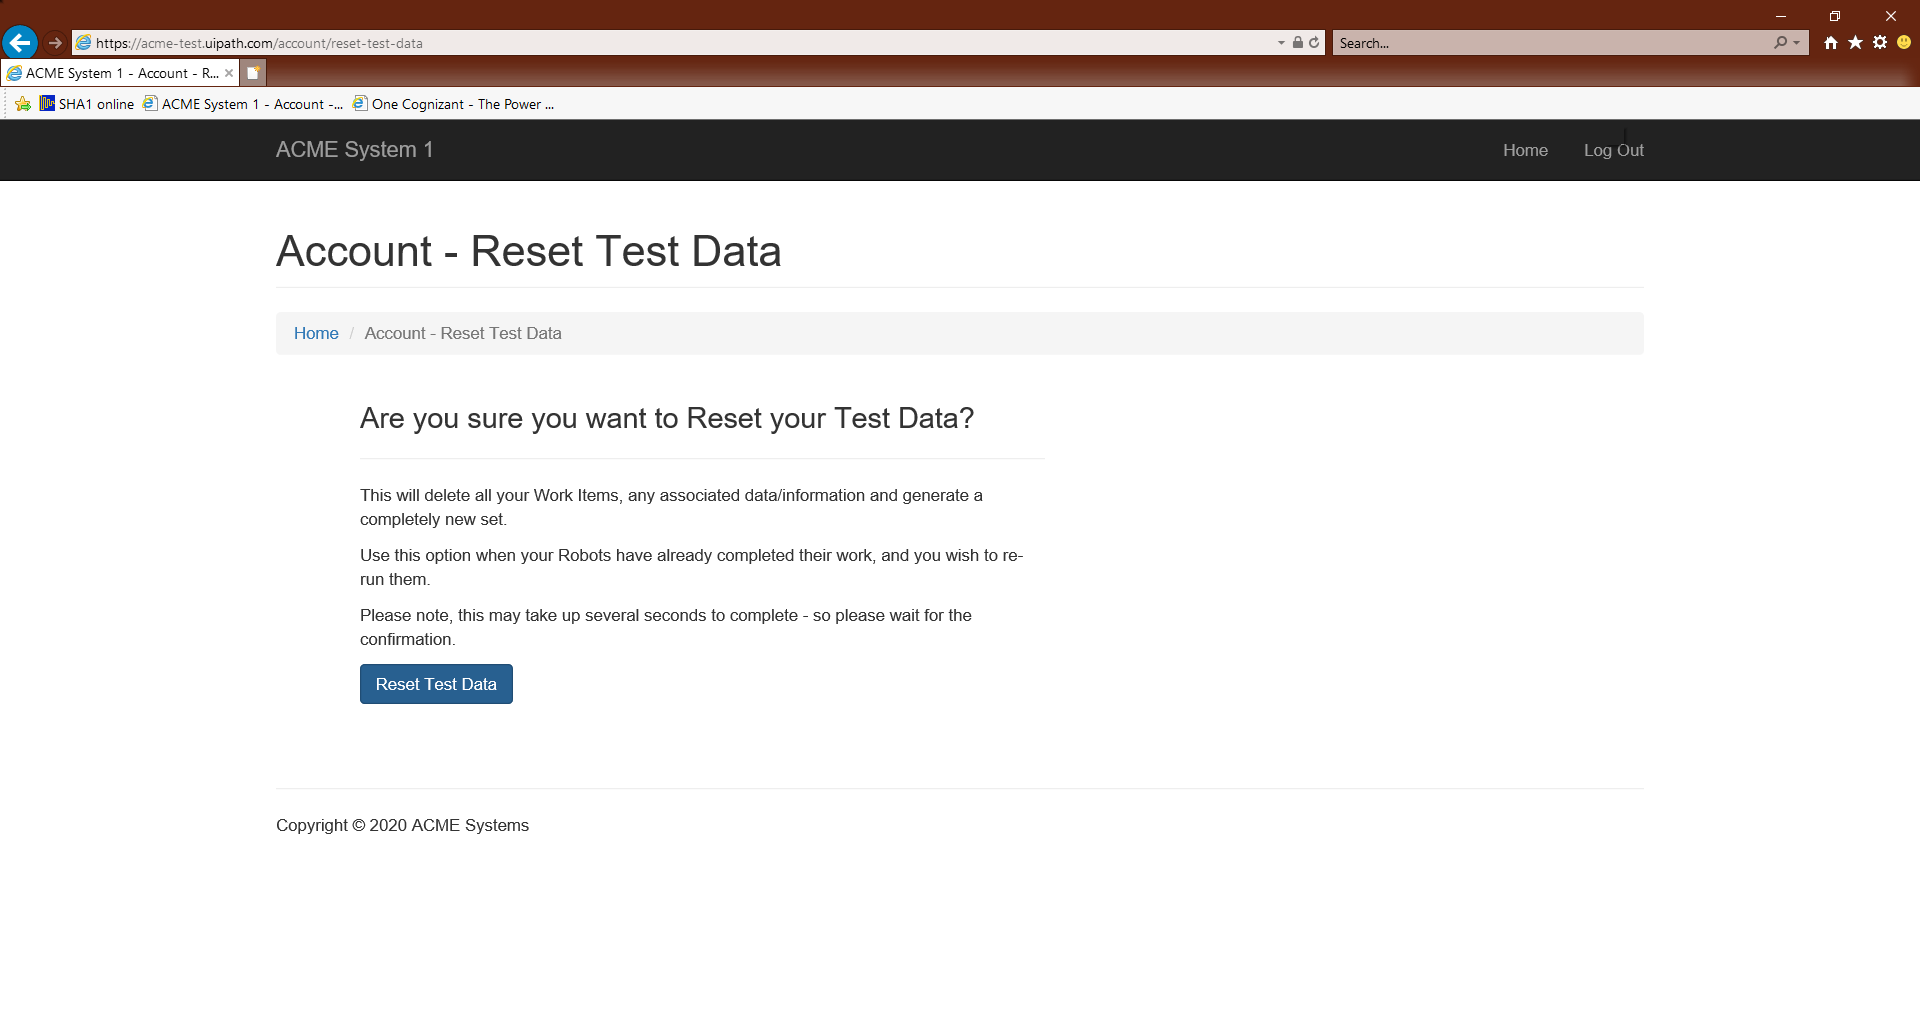 https://acme-test.uipath.com/account/reset-test-data
Search...
ACME System 1 - Account - R...
SHA1 online
ACME System 1 - Account -...
One Cognizant - The Power ...
ACME System 1
Home
Log Out
Account - Reset Test Data
Home / Account - Reset Test Data
Are you sure you want to Reset your Test Data?
This will delete all your Work Items, any associated data/information and generate a
completely new set.
Use this option when your Robots have already completed their work, and you wish to re-
run them.
Please note, this may take up several seconds to complete - so please wait for the
confirmation.
Reset Test Data
Copyright © 2020 ACME Systems